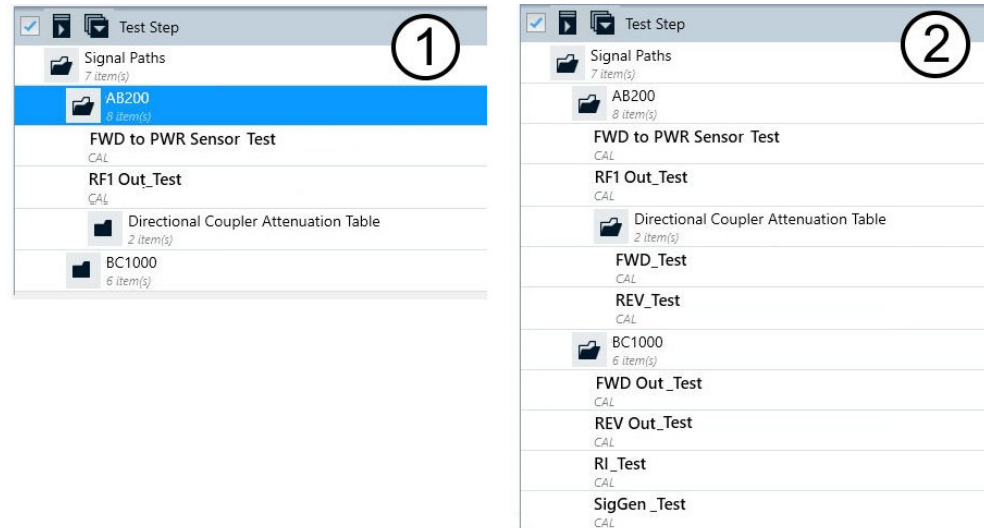 Test Step
1
Signal Paths
7 item(s)
AB200
8 item(s)
FWD to PWR Sensor Test
CAL
RF1 Out_Test
CAL
Directional Coupler Attenuation Table
2 item(s)
BC1000
6 item(s)
Test Step
2
Signal Paths
7 item(s)
AB200
8 item(s)
FWD to PWR Sensor Test
CAL
RF1 Out_Test
CAL
Directional Coupler Attenuation Table
2 item(s)
FWD_Test
CAL
REV_Test
CAL
BC1000
6 item(s)
FWD Out_Test
CAL
REV Out_Test
CAL
RI_Test
CAL
SigGen _Test
CAL